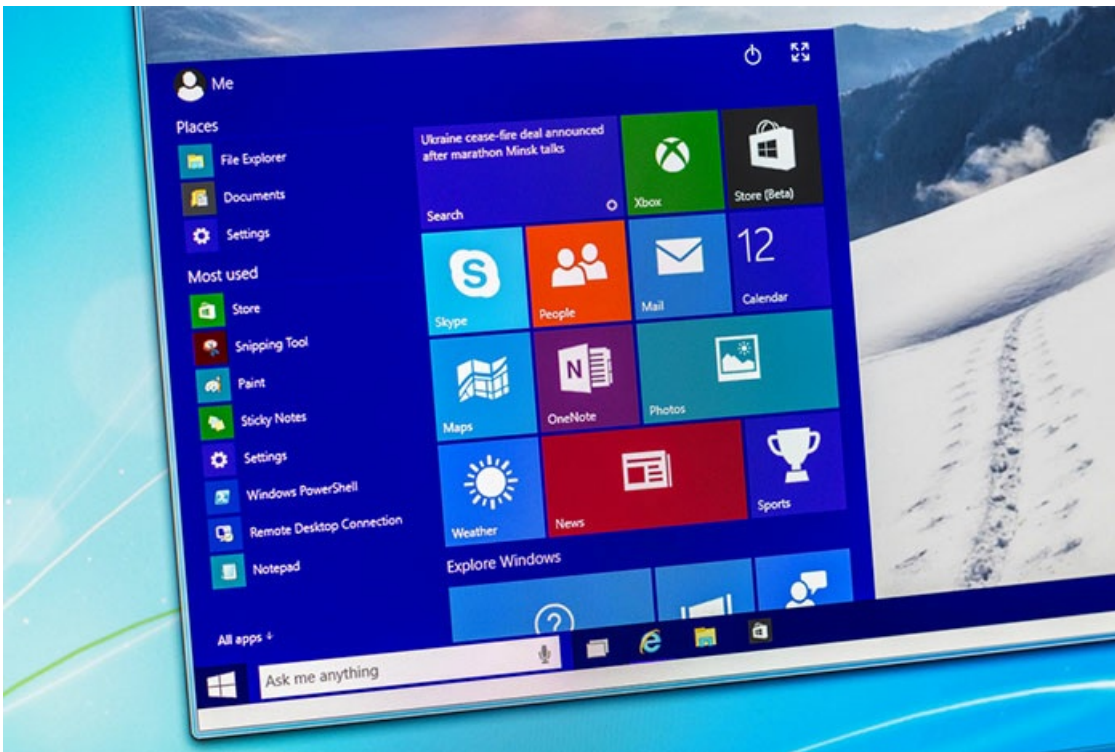 Me
Places
File Explorer
Documents
Settings
Most used
Store
Snipping Tool
Paint
Sticky Notes
Settings
Windows PowerShell
Remote Desktop Connection
Notepad
All apps
Ukraine cease-fire deal announced
after marathon Minsk talks
Search
Xbox
Store (Beta)
Skype
People
Mail
12
Calendar
Maps
N
OneNote
Photos
Weather
News
Sports
Explore Windows
Ask me anything